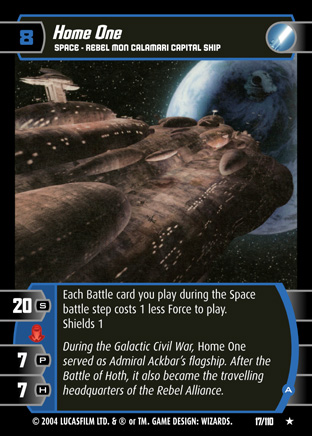 8 Home One
SPACE - REBEL MON CALAMARI CAPITAL SHIP
20 S
Each Battle card you play during the Space
battle step costs 1 less Force to play.
Shields 1
7 P
7 H
During the Galactic Civil War, Home One
served as Admiral Ackbar's flagship. After the
Battle of Hoth, it also became the travelling
headquarters of the Rebel Alliance.
A
© 2004 LUCASFILM LTD. & ® or TM. GAME DESIGN: WIZARDS. 17/110 ★